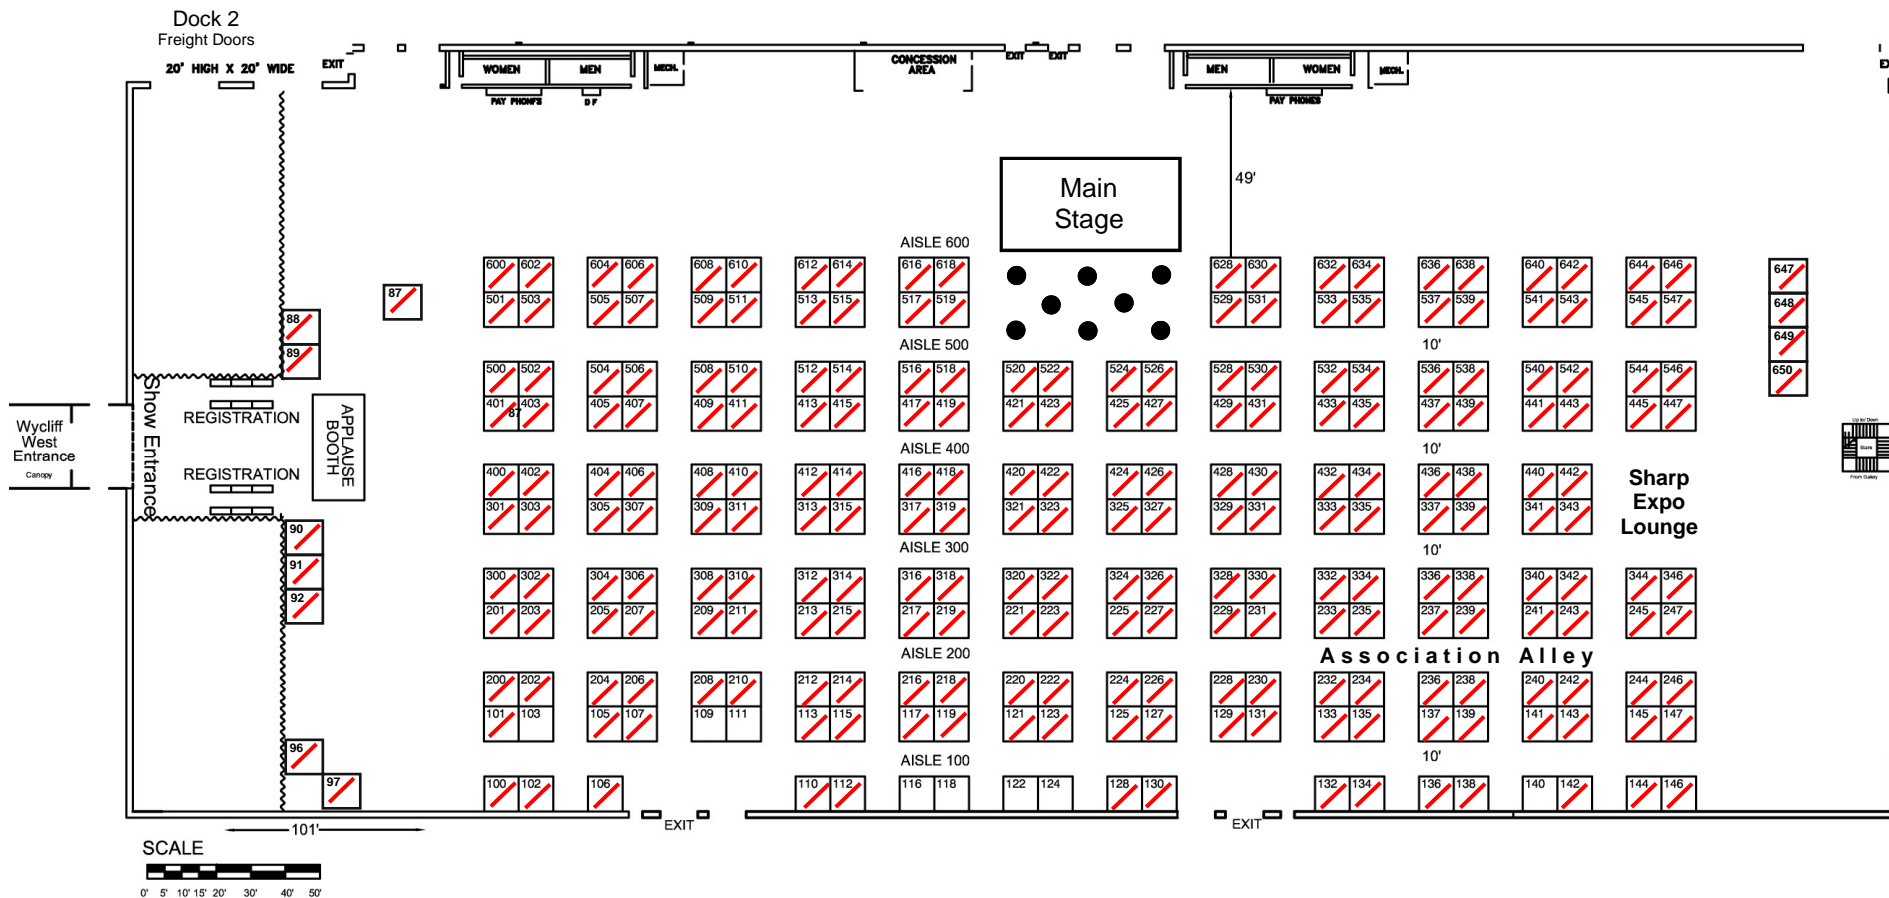 Dock 2
Freight Doors
20" HIGH X 20" WIDE
EXIT
WOMEN
MEN
MECH.
CONCESSION
AREA
EXIT
EXIT
MEN
WOMEN
MECH.
PAY PHONES
D F
PAY PHONES
Main
Stage
49'
AISLE 600
600 602 604 606 608 610 612 614 616 618 628 630 632 634 636 638 640 642 644 646
501 503 505 507 509 511 513 515 517 519 529 531 533 535 537 539 541 543 545 547
647
648
649
650
87
88
89
AISLE 500
10'
500 502 504 506 508 510 512 514 516 518 520 522 524 526 528 530 532 534 536 538 540 542 544 546
401 87 403 405 407 409 411 413 415 417 419 421 423 425 427 429 431 433 435 437 439 441 443 445 447
Show Entrance
REGISTRATION
REGISTRATION
APPLAUSE
BOOTH
Wycliff
West
Entrance
Canopy
AISLE 400
10'
400 402 404 406 408 410 412 414 416 418 420 422 424 426 428 430 432 434 436 438 440 442
301 303 305 307 309 311 313 315 317 319 321 323 325 327 329 331 333 335 337 339 341 343
Sharp
Expo
Lounge
Up to/ Down
Stairs
From Galley
90
91
92
AISLE 300
10'
300 302 304 306 308 310 312 314 316 318 320 322 324 326 328 330 332 334 336 338 340 342 344 346
201 203 205 207 209 211 213 215 217 219 221 223 225 227 229 231 233 235 237 239 241 243 245 247
AISLE 200
Association Alley
200 202 204 206 208 210 212 214 216 218 220 222 224 226 228 230 232 234 236 238 240 242 244 246
101 103 105 107 109 111 113 115 117 119 121 123 125 127 129 131 133 135 137 139 141 143 145 147
96
97
AISLE 100
10'
100 102 106 110 112 116 118 122 124 128 130 132 134 136 138 140 142 144 146
EXIT
EXIT
101'
SCALE
0' 5' 10' 15' 20' 30' 40' 50'